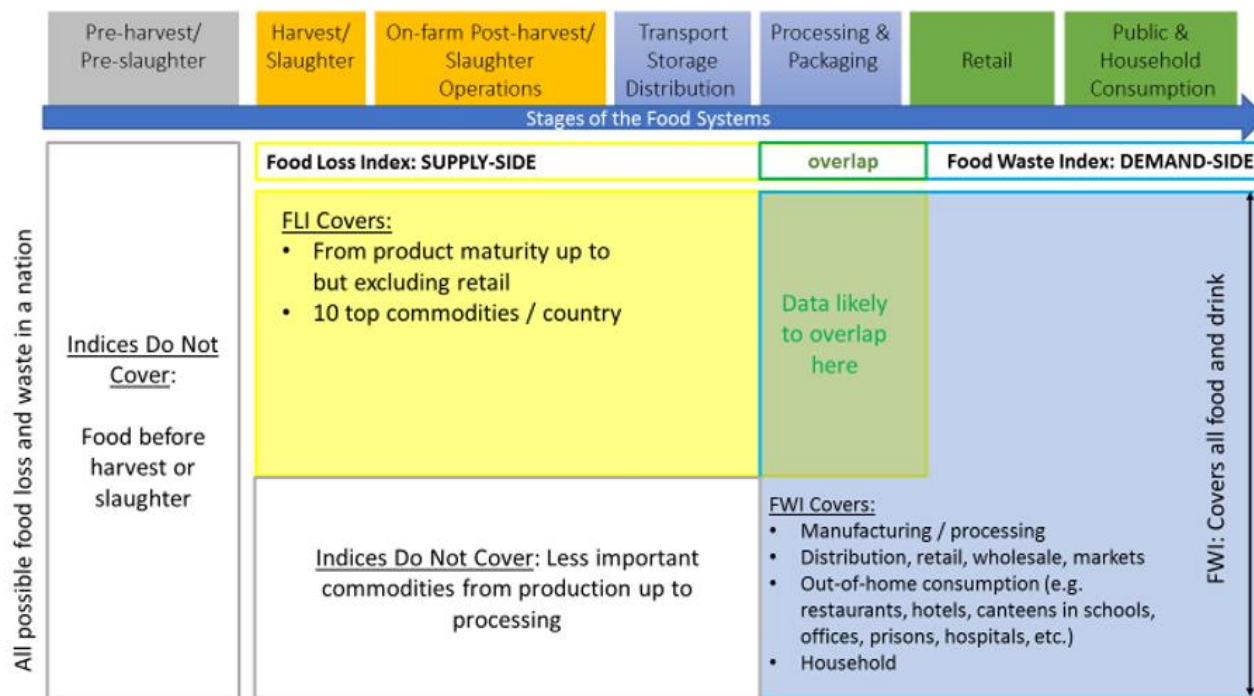 Pre-harvest/
Pre-slaughter
Harvest/
Slaughter
On-farm Post-harvest/
Slaughter
Operations
Transport
Storage
Distribution
Processing &
Packaging
Retail
Public &
Household
Consumption
Stages of the Food Systems
All possible food loss and waste in a nation
Indices Do Not
Cover:
Food before
harvest or
slaughter
Food Loss Index: SUPPLY-SIDE
overlap
Food Waste Index: DEMAND-SIDE
FLI Covers:
• From product maturity up to
but excluding retail
• 10 top commodities / country
Data likely
to overlap
here
Indices Do Not Cover: Less important
commodities from production up to
processing
FWI Covers:
• Manufacturing / processing
• Distribution, retail, wholesale, markets
• Out-of-home consumption (e.g.
restaurants, hotels, canteens in schools,
offices, prisons, hospitals, etc.)
• Household
FWI: Covers all food and drink